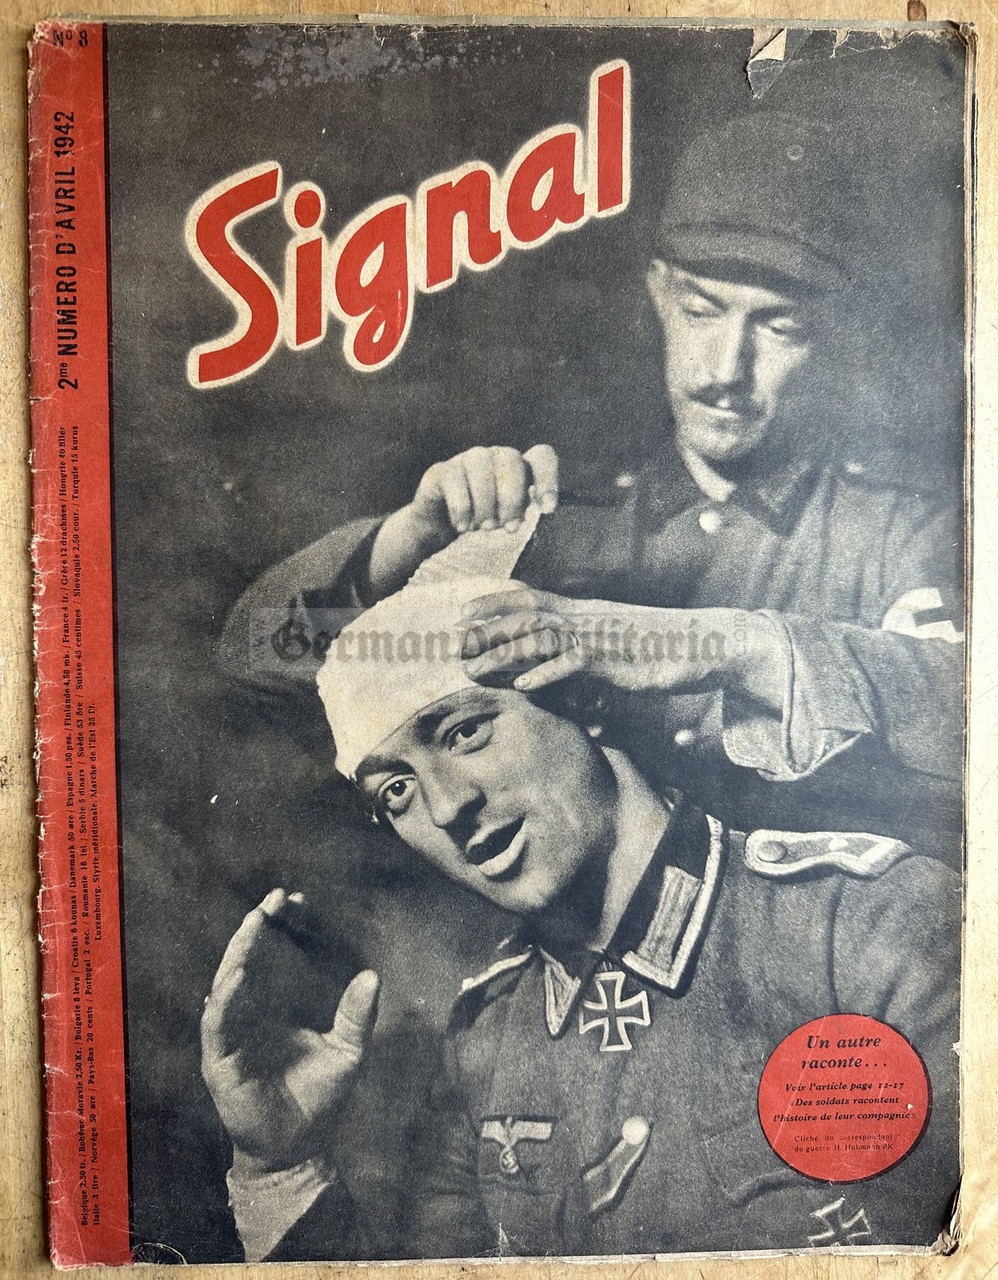 Nº 8
2me NUMERO D'AVRIL 1942
Signal
Belgique 2,50 fr. / Bohême Moravie 2,50 Kr. / Bulgarie 8 leva / Croatie 6 kounas / Danemark 50 øre / Espagne 1,50 pes. / Finlande 4,50 mk. / France 4 fr. / Grèce 12 drachmes / Hongrie 40 fillér
Italie 3 lire / Norvège 50 øre / Pays-Bas 20 cents / Portugal 2 esc. / Roumanie 16 lei / Serbie 5 dinars / Suède 53 öre / Suisse 45 centimes / Slovaquie 2,50 cour. / Turquie 15 kurus
Luxembourg, Styrie méridionale, Marche de l'Est 25 Pf.
GermanDotMilitaria
Un autre
raconte...
Voir l'article page 12-17
«Des soldats racontent
l'histoire de leur compagnie»
Cliché du correspondant
de guerre H. Hubmann PK